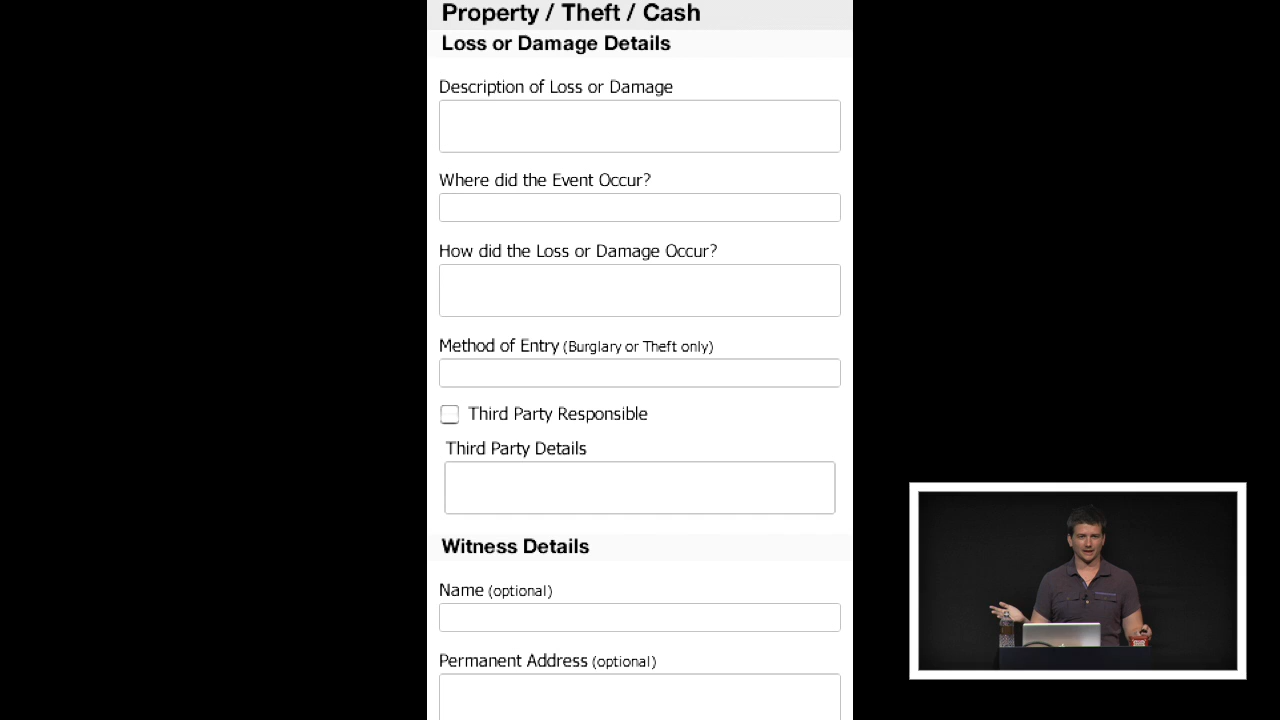 Property / Theft / Cash
Loss or Damage Details
Description of Loss or Damage
Where did the Event Occur?
How did the Loss or Damage Occur?
Method of Entry (Burglary or Theft only)
Third Party Responsible
Third Party Details
Witness Details
Name (optional)
Permanent Address (optional)